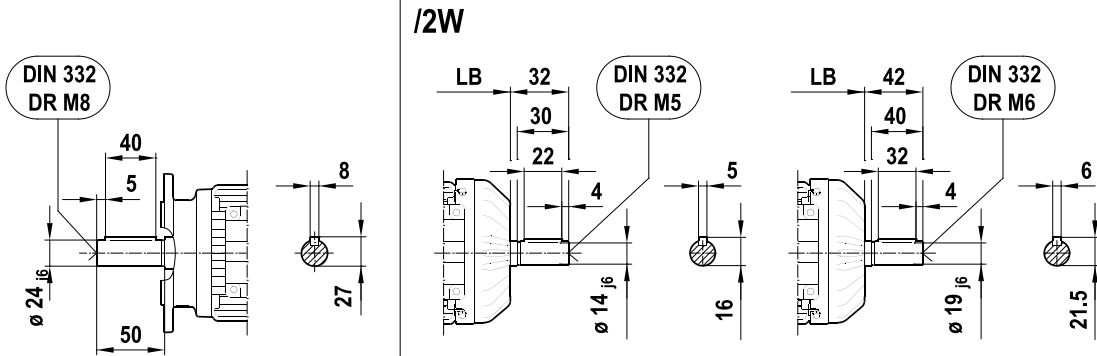 /2W
DIN 332
DR M8
40
5
8
ø 24 j6
27
50
LB
32
DIN 332
DR M5
30
22
4
5
ø 14 j6
16
LB
42
DIN 332
DR M6
40
32
4
6
ø 19 j6
21.5